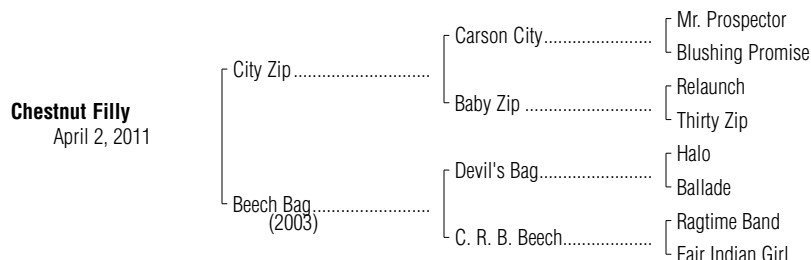 Mr. Prospector
Carson City
Blushing Promise
City Zip
Relaunch
Baby Zip
Thirty Zip
Chestnut Filly
April 2, 2011
Halo
Devil's Bag
Ballade
Beech Bag
(2003)
Ragtime Band
C. R. B. Beech
Fair Indian Girl